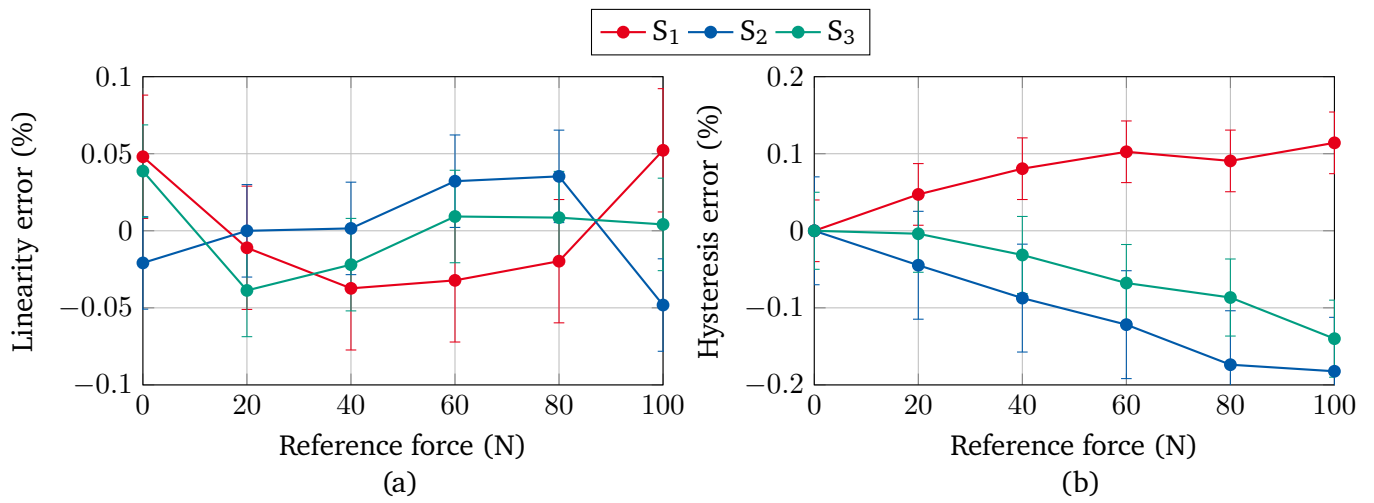 S1 S2 S3
0.1
0.05
0
−0.05
−0.1
Linearity error (%)
0 20 40 60 80 100
Reference force (N)
(a)
0.2
0.1
0
−0.1
−0.2
Hysteresis error (%)
0 20 40 60 80 100
Reference force (N)
(b)